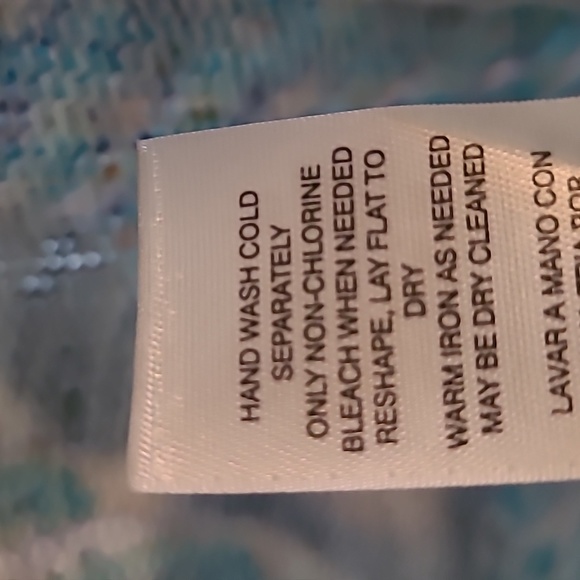 HAND WASH COLD
SEPARATELY
ONLY NON-CHLORINE
BLEACH WHEN NEEDED
RESHAPE, LAY FLAT TO
DRY
WARM IRON AS NEEDED
MAY BE DRY CLEANED
LAVAR A MANO CON
POR